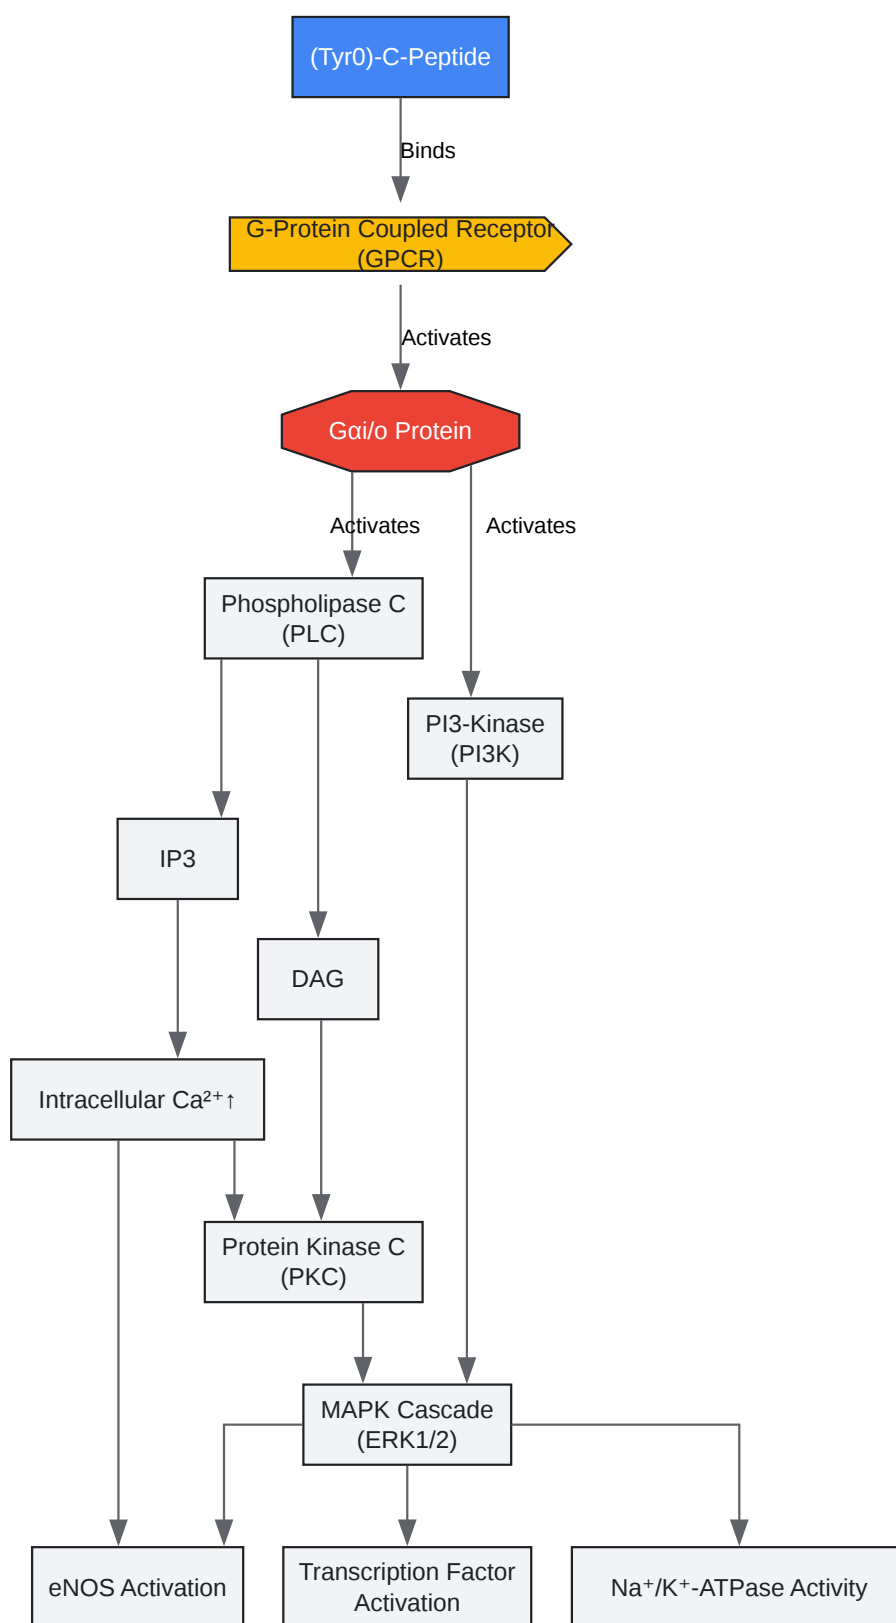 (Tyr0)-C-Peptide
Binds
G-Protein Coupled Receptor
(GPCR)
Activates
Gαi/o Protein
Activates
Activates
Phospholipase C
(PLC)
PI3-Kinase
(PI3K)
IP3
DAG
Intracellular Ca²⁺↑
Protein Kinase C
(PKC)
MAPK Cascade
(ERK1/2)
eNOS Activation
Transcription Factor
Activation
Na⁺/K⁺-ATPase Activity